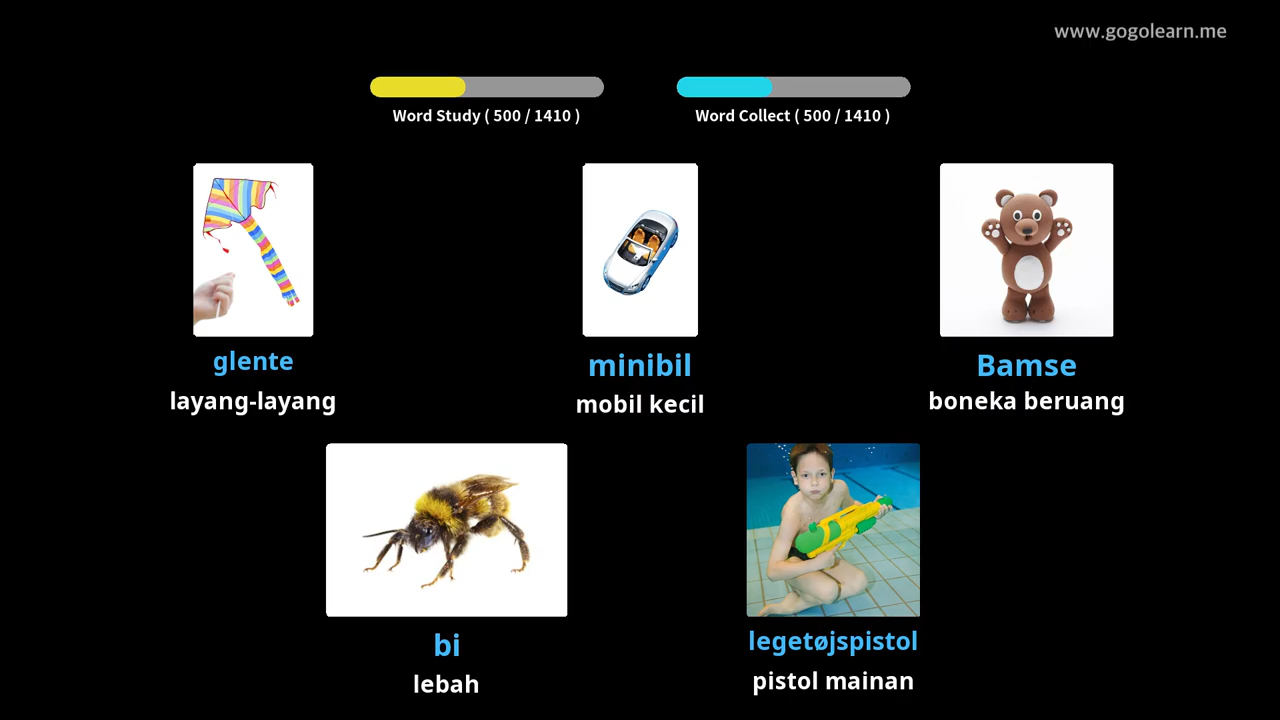 www.gogolearn.me
Word Study ( 500 / 1410 )
Word Collect ( 500 / 1410 )
glente
layang-layang
minibil
mobil kecil
Bamse
boneka beruang
bi
lebah
legetøjspistol
pistol mainan